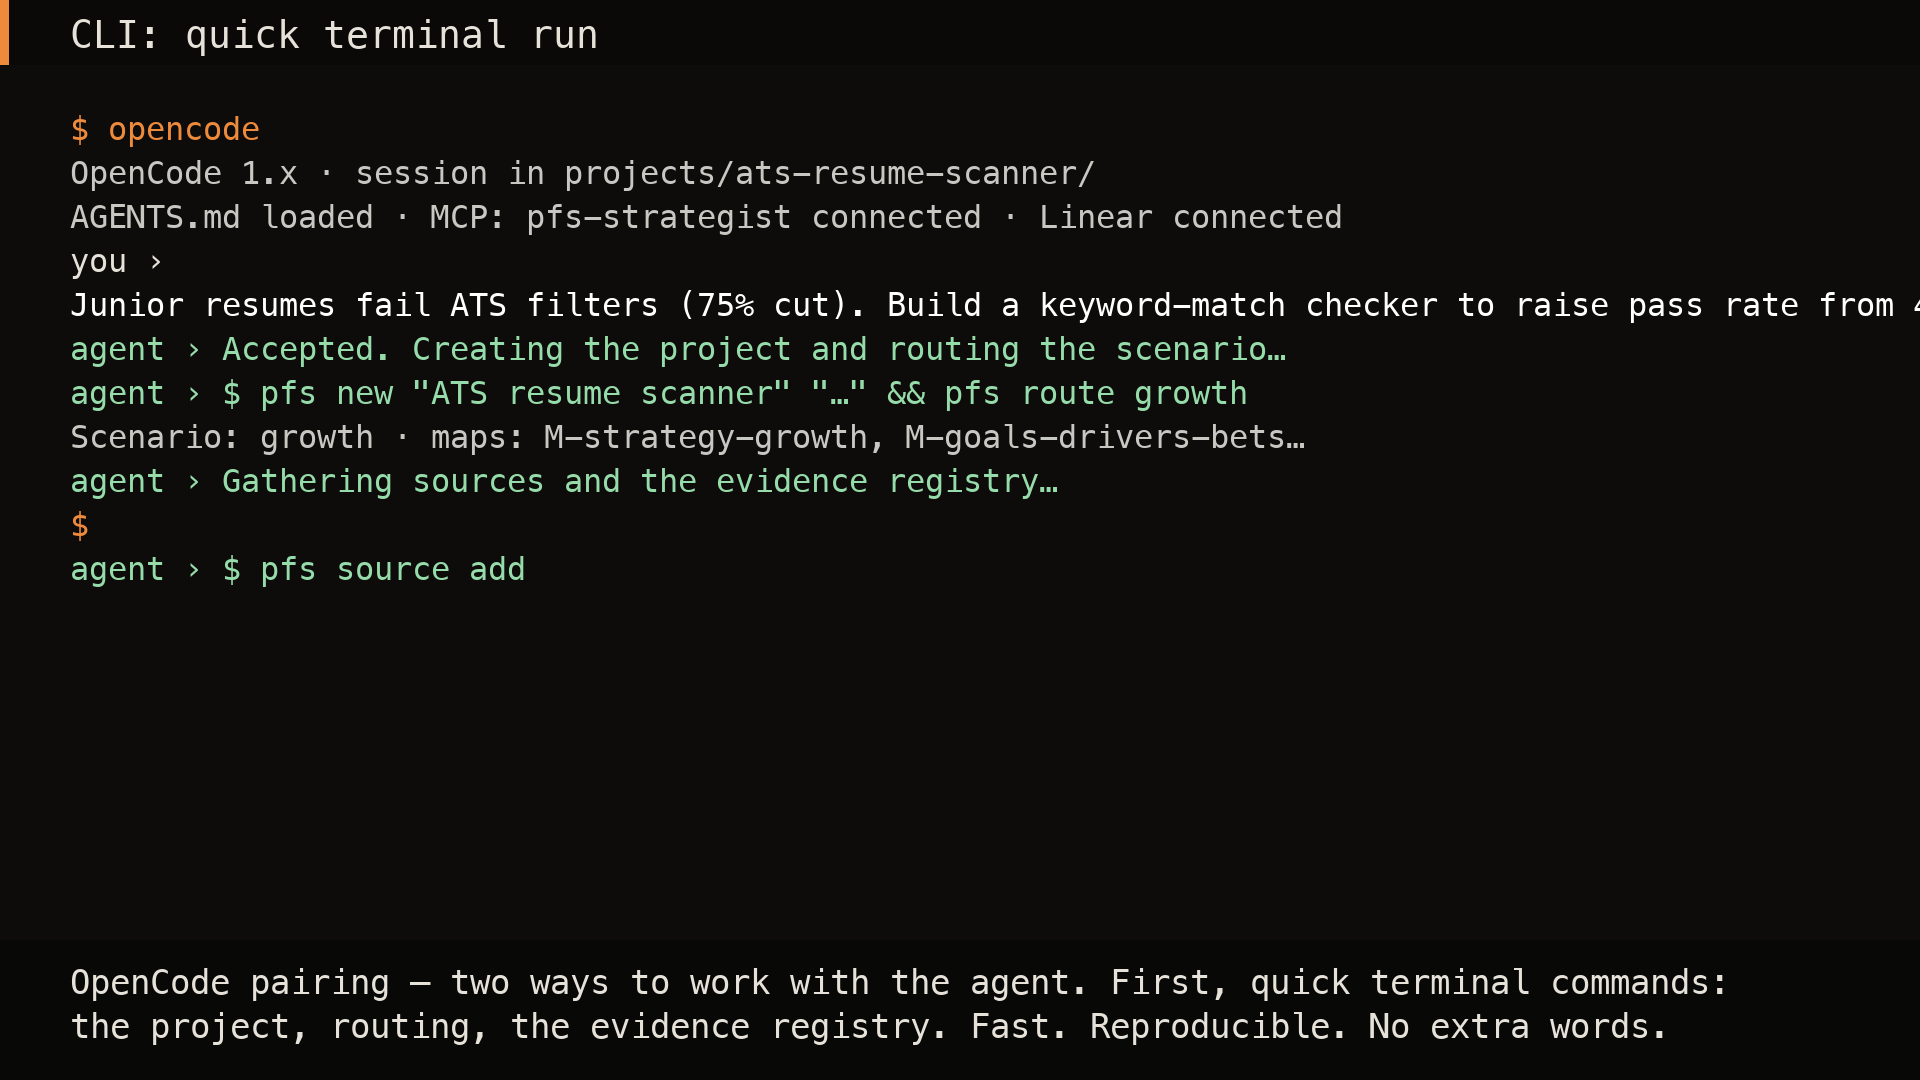 CLI: quick terminal run
$ opencode
OpenCode 1.x · session in projects/ats-resume-scanner/
AGENTS.md loaded · MCP: pfs-strategist connected · Linear connected
you ›
Junior resumes fail ATS filters (75% cut). Build a keyword-match checker to raise pass rate from
agent › Accepted. Creating the project and routing the scenario…
agent › $ pfs new "ATS resume scanner" "…" && pfs route growth
Scenario: growth · maps: M-strategy-growth, M-goals-drivers-bets…
agent › Gathering sources and the evidence registry…
$
agent › $ pfs source add
OpenCode pairing — two ways to work with the agent. First, quick terminal commands:
the project, routing, the evidence registry. Fast. Reproducible. No extra words.